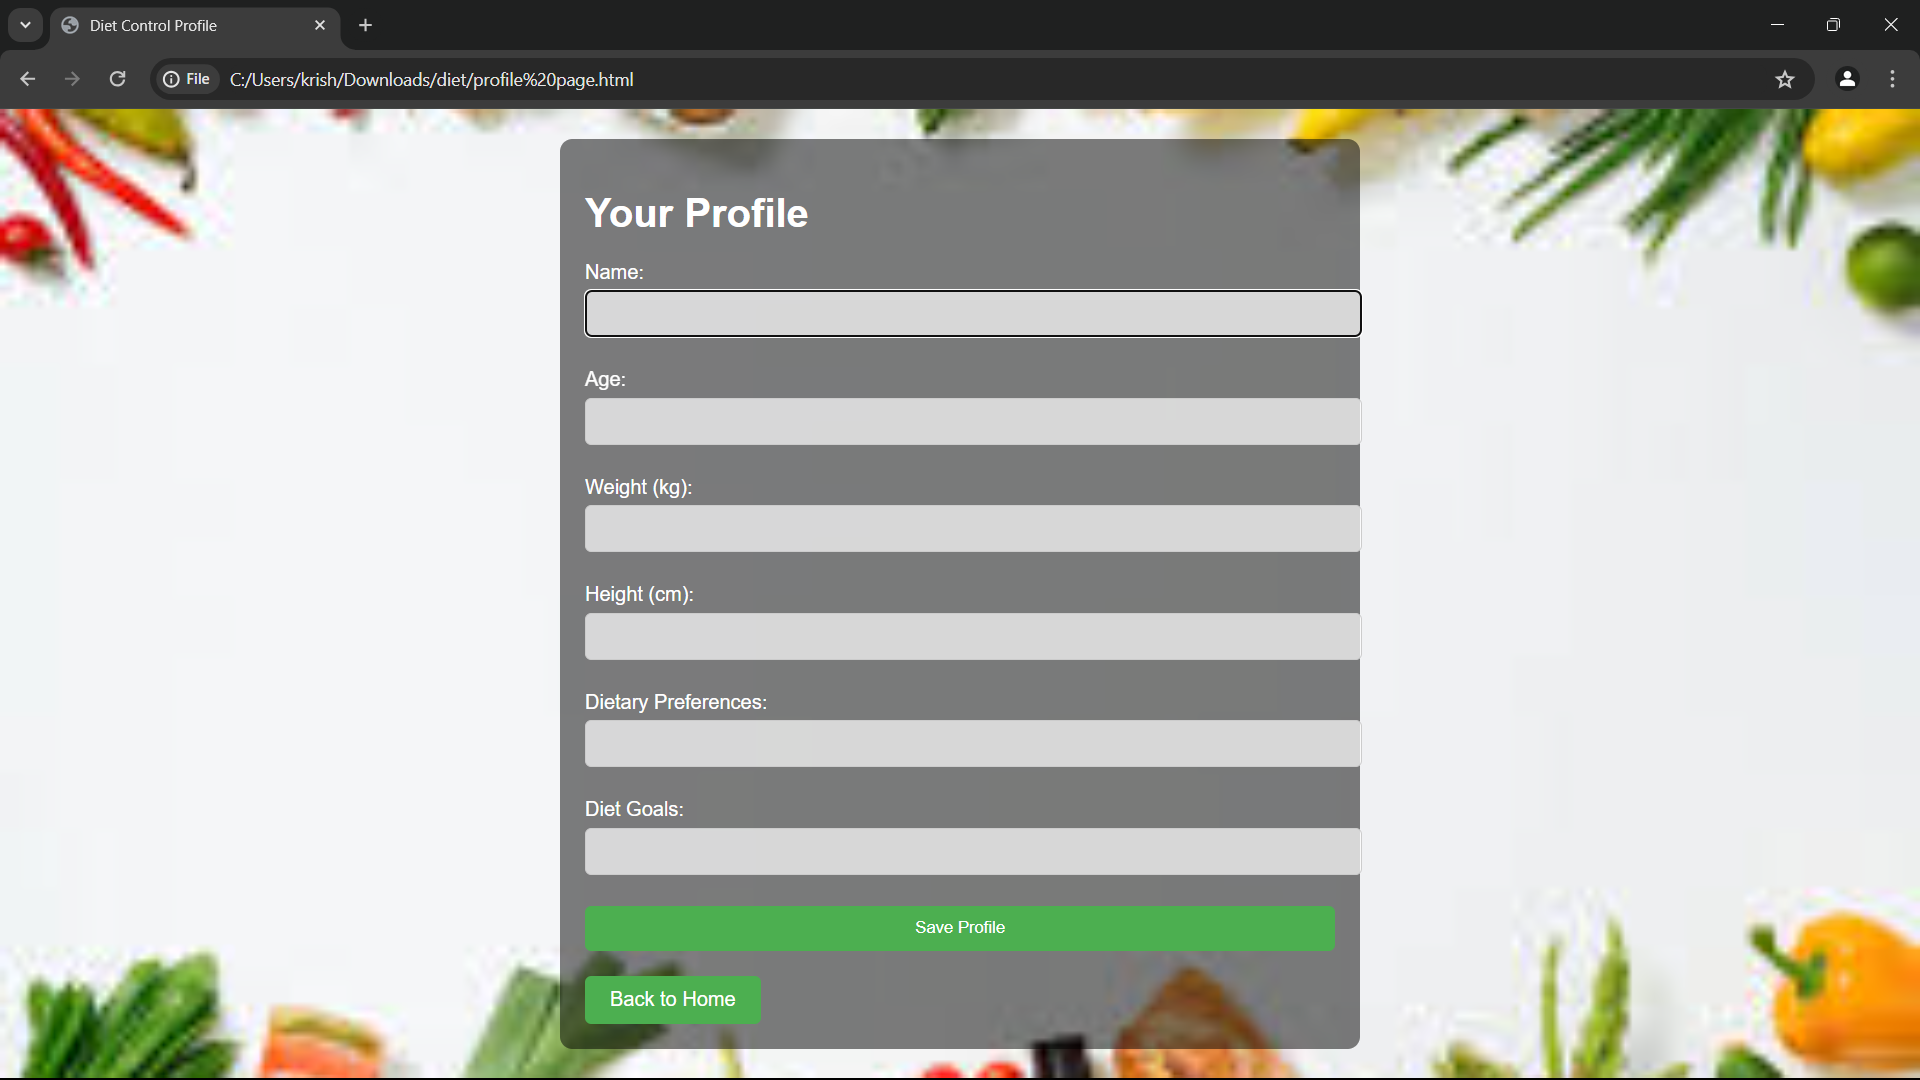 Diet Control Profile
File
C:/Users/krish/Downloads/diet/profile%20page.html
Your Profile
Name:
Age:
Weight (kg):
Height (cm):
Dietary Preferences:
Diet Goals:
Save Profile
Back to Home